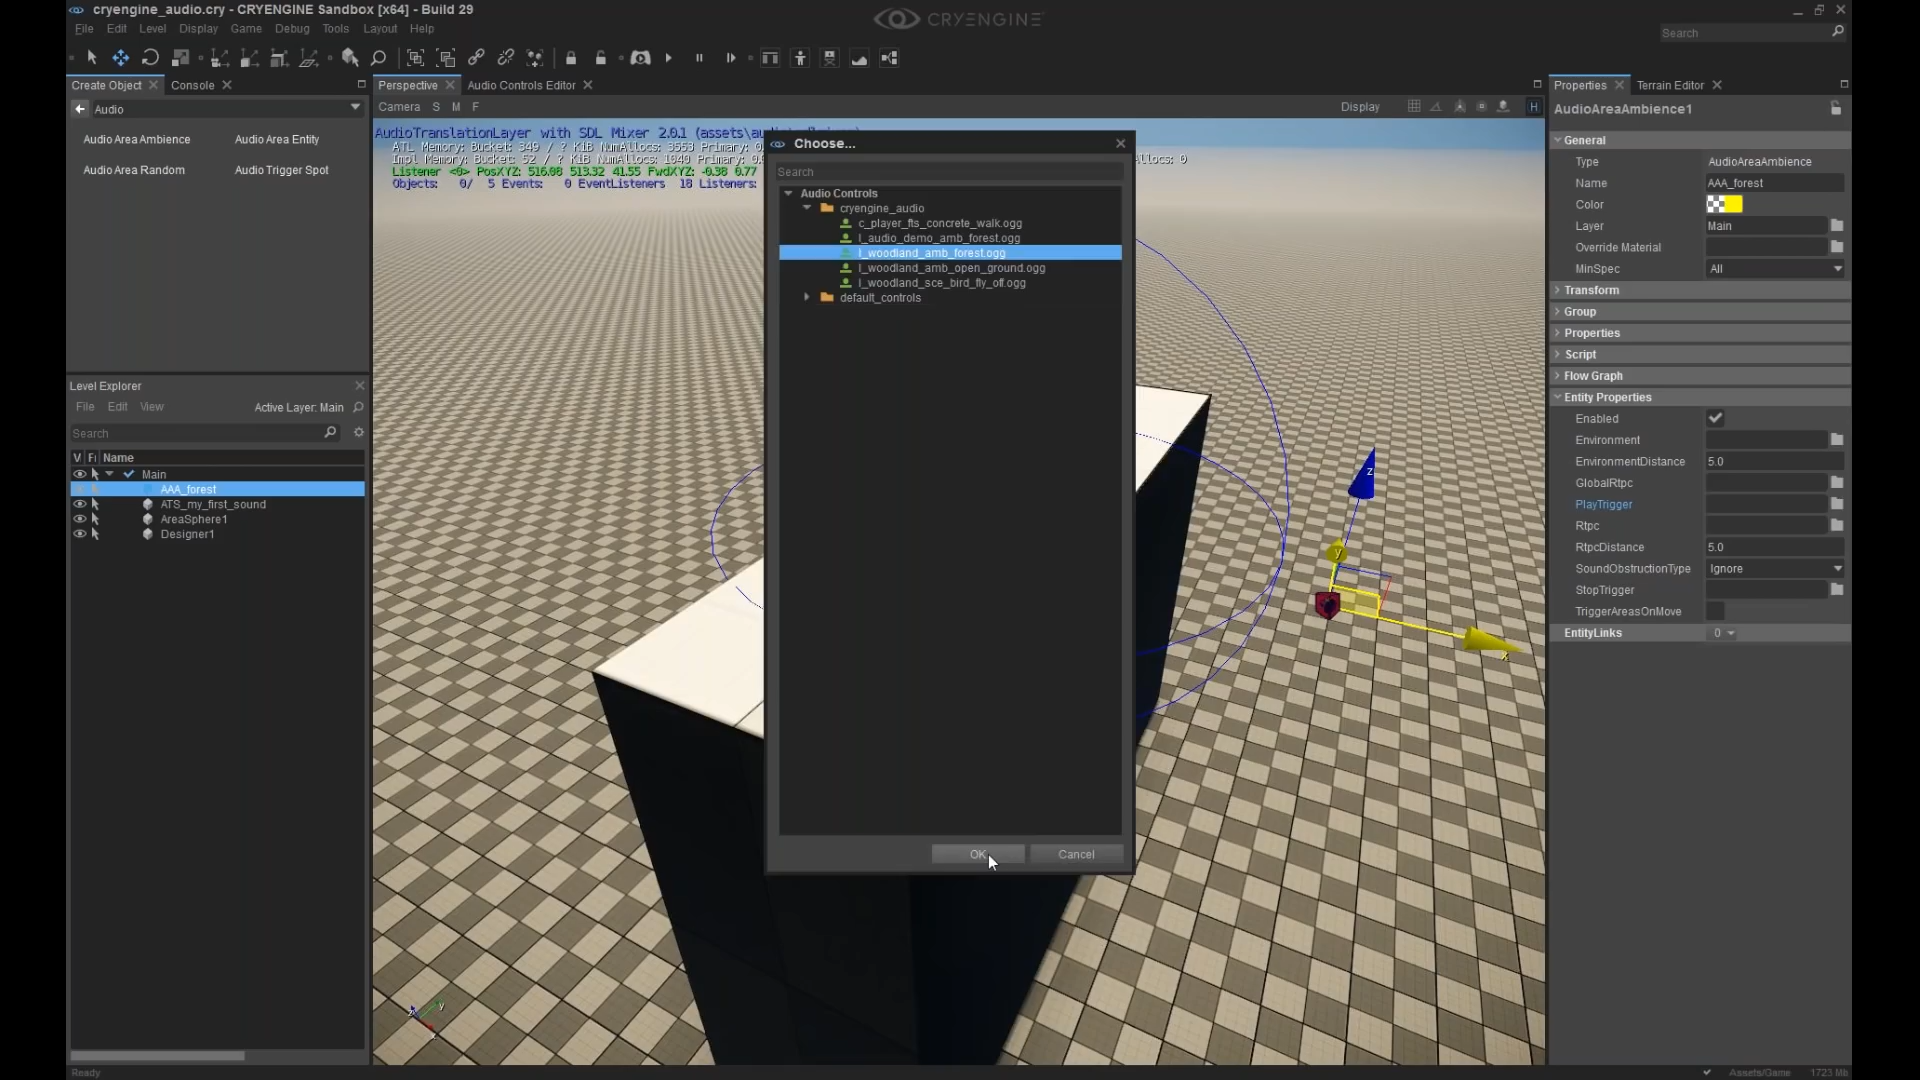 cryengine_audio.cry - CRYENGINE Sandbox [x64] - Build 29
CRYENGINE
File Edit Level Display Game Debug Tools Layout Help
Search
Create Object
Console
Perspective
Audio Controls Editor
Properties
Terrain Editor
Audio
Camera S M F
Display
H
AudioAreaAmbience1
Audio Area Ambience
Audio Area Entity
Audio Area Random
Audio Trigger Spot
AudioTranslationLayer with SDL Mixer 2.0.1
ATL Memory: Bucket: 349 / ? KiB NumAllocs: 3553 Primary:
Impl Memory: Bucket: 52 / ? KiB NumAllocs: 1040 Primary:
Allocs: 0
Listener <0> PosXYZ: 516.08 513.32 41.55 FwdXYZ: -0.38 0.77
Objects: 0/ 5 Events: 0 EventListeners 18 Listeners:
Choose...
Search
Audio Controls
cryengine_audio
c_player_fts_concrete_walk.ogg
l_audio_demo_amb_forest.ogg
l_woodland_amb_forest.ogg
l_woodland_amb_open_ground.ogg
l_woodland_sce_bird_fly_off.ogg
default_controls
OK
Cancel
General
Type AudioAreaAmbience
Name AAA_forest
Color
Layer Main
Override Material
MinSpec All
Transform
Group
Properties
Script
Flow Graph
Entity Properties
Enabled
Environment
EnvironmentDistance 5.0
GlobalRtpc
PlayTrigger
Rtpc
RtpcDistance 5.0
SoundObstructionType Ignore
StopTrigger
TriggerAreasOnMove
EntityLinks 0
Level Explorer
File Edit View
Active Layer: Main
Search
V Fi Name
Main
AAA_forest
ATS_my_first_sound
AreaSphere1
Designer1
z
y
x
z
y
x
Ready
Assets/Game 1723 Mb